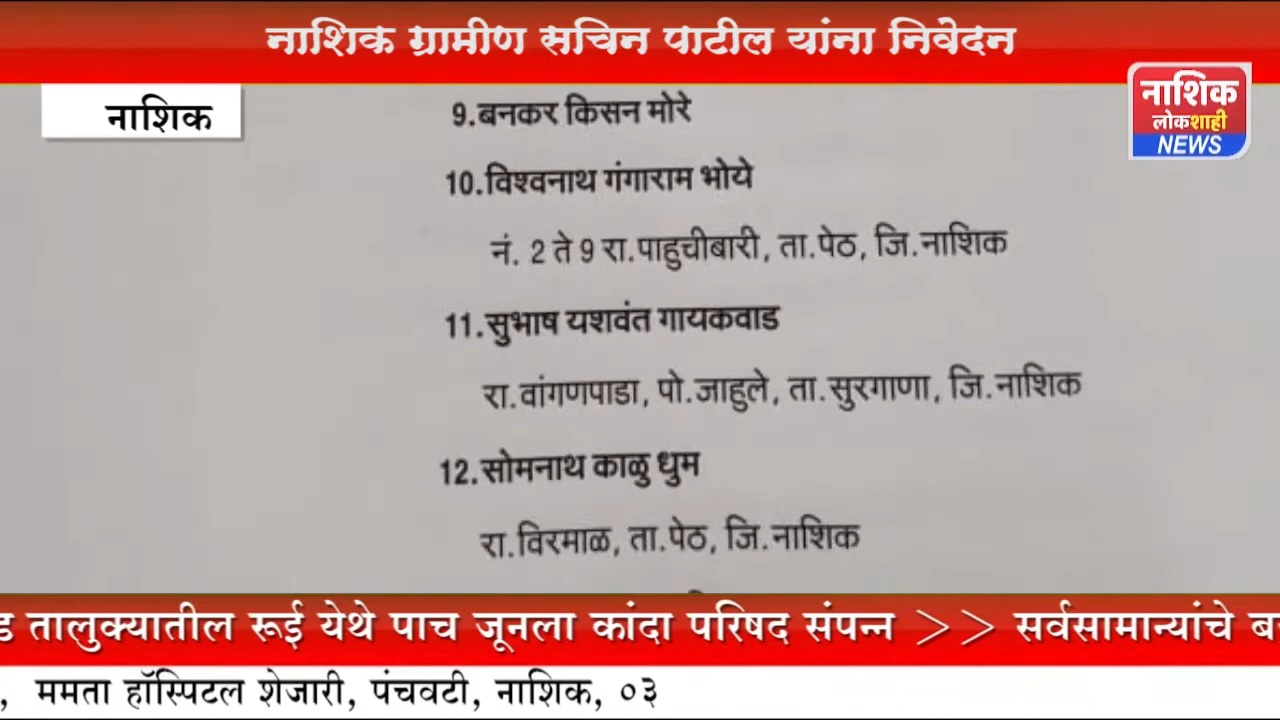 नाशिक ग्रामीण सचिन पाटील यांना निवेदन
नाशिक
नाशिक
लोकशाही
NEWS
9.बनकर किसन मोरे
10.विश्वनाथ गंगाराम भोये
नं. 2 ते 9 रा.पाहुचीबारी, ता.पेठ, जि.नाशिक
11.सुभाष यशवंत गायकवाड
रा.वांगणपाडा, पो.जाहुले, ता.सुरगाणा, जि.नाशिक
12.सोमनाथ काळु धुम
रा.विरमाळ, ता.पेठ, जि.नाशिक
तालुक्यातील रूई येथे पाच जूनला कांदा परिषद संपन्न >> सर्वसामान्यांचे
, ममता हॉस्पिटल शेजारी, पंचवटी, नाशिक, ०३